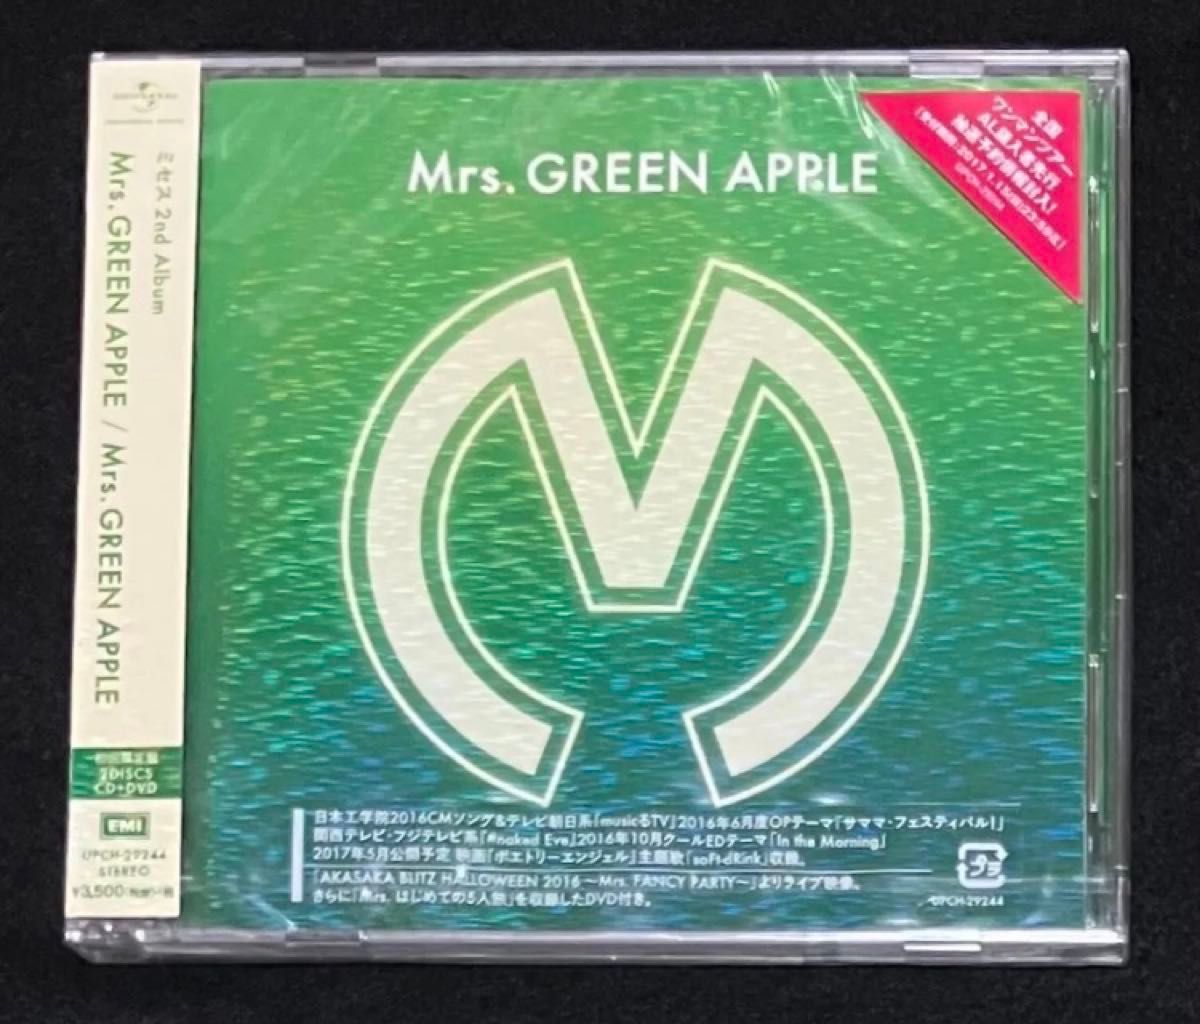 UNIVERSAL
ミセス 2nd Album
Mrs. GREEN APPLE / Mrs. GREEN APPLE
初回限定盤
2DISCS
CD+DVD
EMI
UPCH-29244
STEREO
¥3,500
Mrs. GREEN APPLE
全国
ワンマンツアー
AL購入者先行
抽選予約情報封入!
日本工学院2016CMソング&テレビ朝日系「musicるTV」2016年6月度OPテーマ「サママ・フェスティバル!」
関西テレビ・フジテレビ系「#naked Eve」2016年10月クールEDテーマ「In the Morning」
2017年5月公開予定 映画「ポエトリーエンジェル」主題歌「soFt-dRink」収録。
「AKASAKA BLITZ HALLOWEEN 2016 〜Mrs. FANCY PARTY〜」よりライブ映像。
さらに「Mrs. はじめての5人旅」を収録したDVD付き。
プラ
UPCH-29244